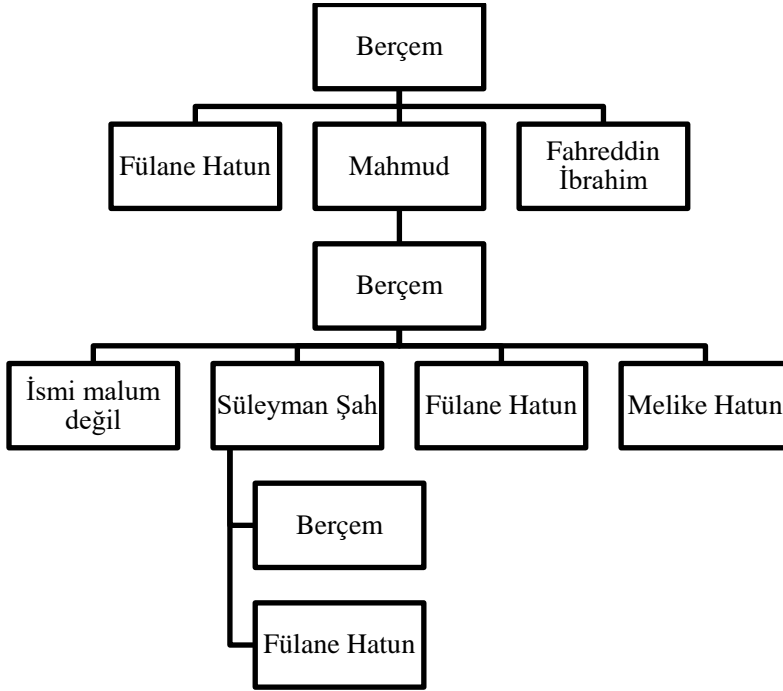 Berçem
Fülane Hatun
Mahmud
Fahreddin
İbrahim
Berçem
İsmi malum
değil
Süleyman Şah
Fülane Hatun
Melike Hatun
Berçem
Fülane Hatun